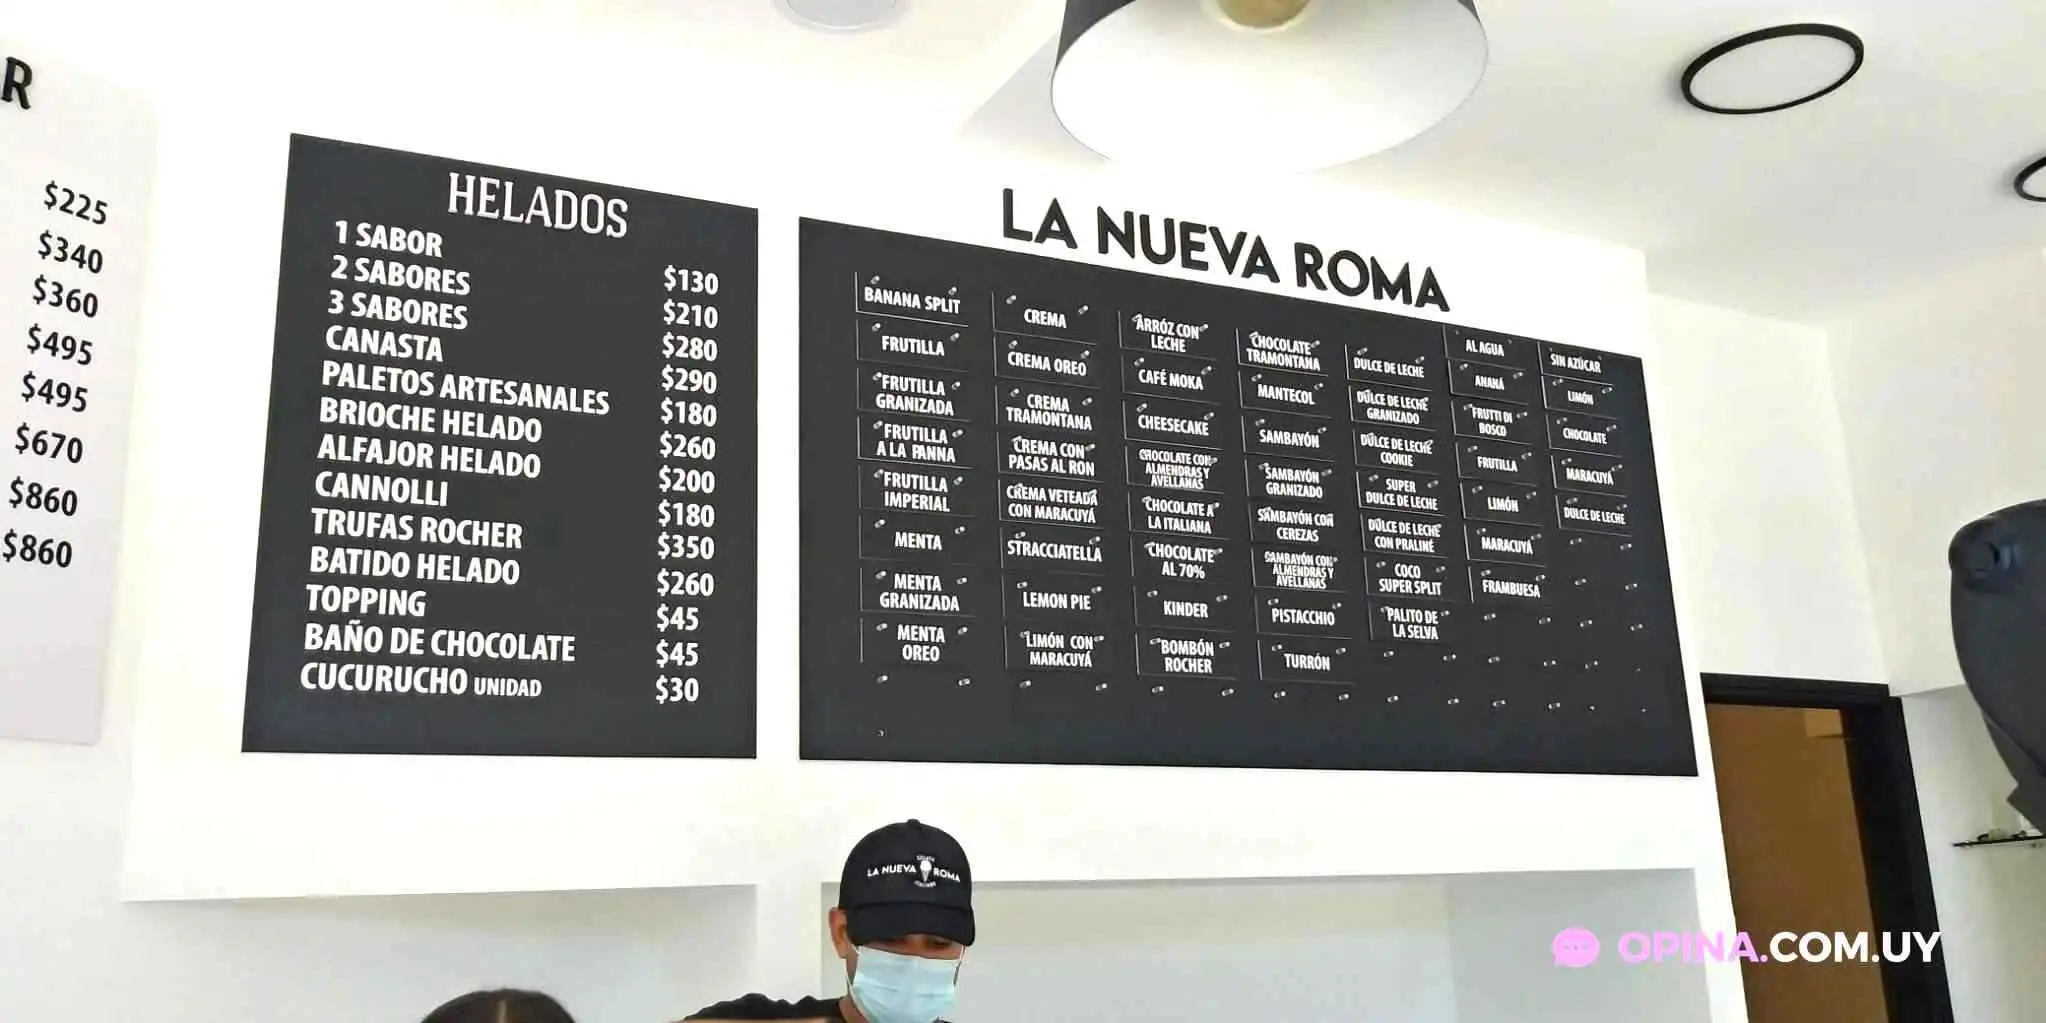 R
$225
$340
$360
$495
$495
$670
$860
$860
HELADOS
1 SABOR $130
2 SABORES $210
3 SABORES $280
CANASTA $290
PALETOS ARTESANALES $180
BRIOCHE HELADO $260
ALFAJOR HELADO $200
CANNOLLI $180
TRUFAS ROCHER $350
BATIDO HELADO $260
TOPPING $45
BAÑO DE CHOCOLATE $45
CUCURUCHO UNIDAD $30
LA NUEVA ROMA
BANANA SPLIT
FRUTILLA
FRUTILLA
GRANIZADA
FRUTILLA
A LA PANNA
FRUTILLA
IMPERIAL
MENTA
MENTA
GRANIZADA
MENTA
OREO
CREMA
CREMA OREO
CREMA
TRAMONTANA
CREMA CON
PASAS AL RON
CREMA VETEADA
CON MARACUYÁ
STRACCIATELLA
LEMON PIE
LIMÓN CON
MARACUYÁ
ARRÓZ CON
LECHE
CAFÉ MOKA
CHEESECAKE
CHOCOLATE CON
ALMENDRAS Y
AVELLANAS
CHOCOLATE A
LA ITALIANA
CHOCOLATE
AL 70%
KINDER
BOMBÓN
ROCHER
CHOCOLATE
TRAMONTANA
MANTECOL
SAMBAYÓN
SAMBAYÓN
GRANIZADO
SAMBAYÓN CON
CEREZAS
SAMBAYÓN CON
ALMENDRAS Y
AVELLANAS
PISTACCHIO
TURRÓN
DULCE DE LECHE
DULCE DE LECHE
GRANIZADO
DULCE DE LECHE
COOKIE
SUPER
DULCE DE LECHE
DULCE DE LECHE
CON PRALINÉ
COCO
SUPER SPLIT
PALITO DE
LA SELVA
AL AGUA
ANANÁ
FRUTTI DI
BOSCO
FRUTILLA
LIMÓN
MARACUYÁ
FRAMBUESA
SIN AZÚCAR
LIMÓN
CHOCOLATE
MARACUYÁ
DULCE DE LECHE
LA NUEVA ROMA
OPINA.COM.UY